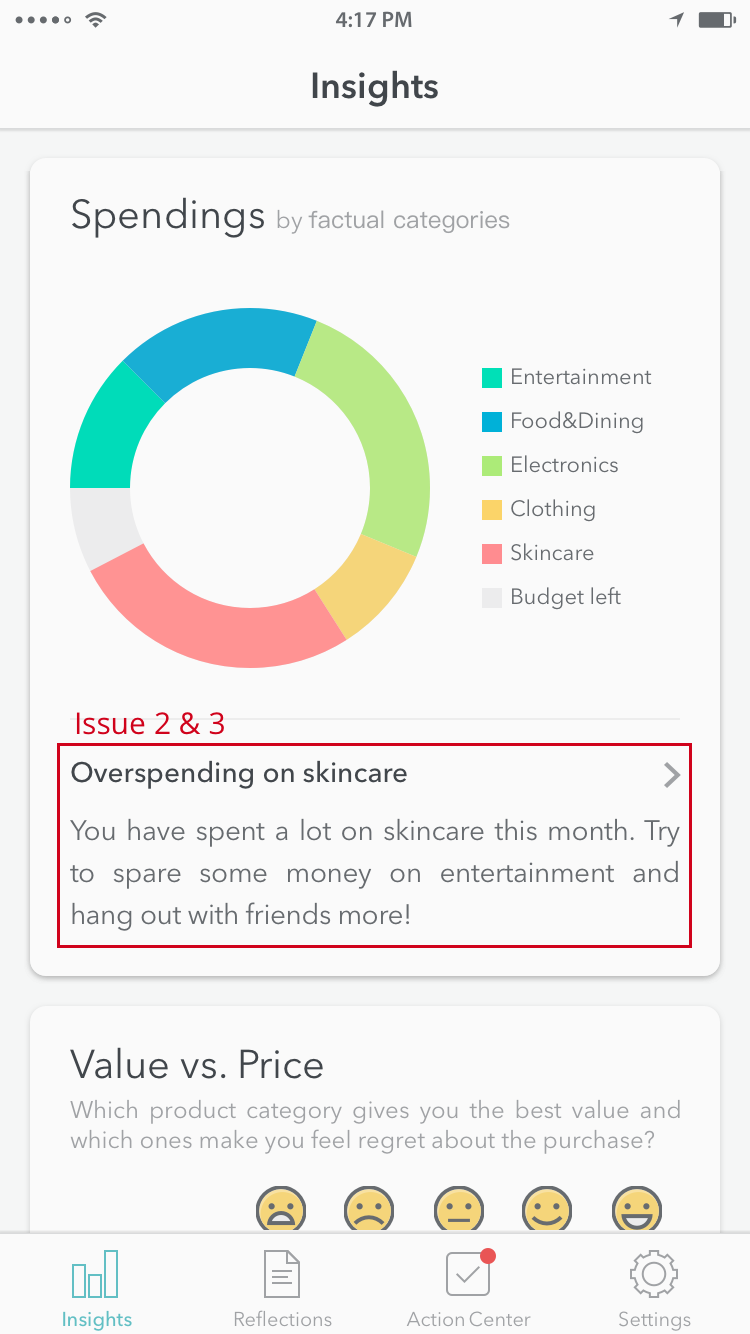 4:17 PM
Insights
Spendings by factual categories
Entertainment
Food&Dining
Electronics
Clothing
Skincare
Budget left
Issue 2 & 3
Overspending on skincare
You have spent a lot on skincare this month. Try
to spare some money on entertainment and
hang out with friends more!
Value vs. Price
Which product category gives you the best value and
which ones make you feel regret about the purchase?
Insights
Reflections
Action Center
Settings